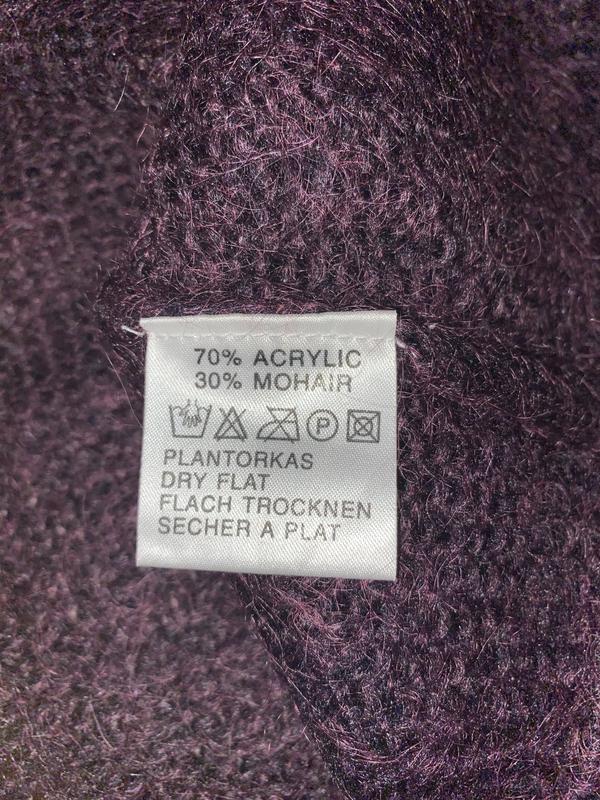 70% ACRYLIC
30% MOHAIR
P
PLANTORKAS
DRY FLAT
FLACH TROCKNEN
SECHER A PLAT